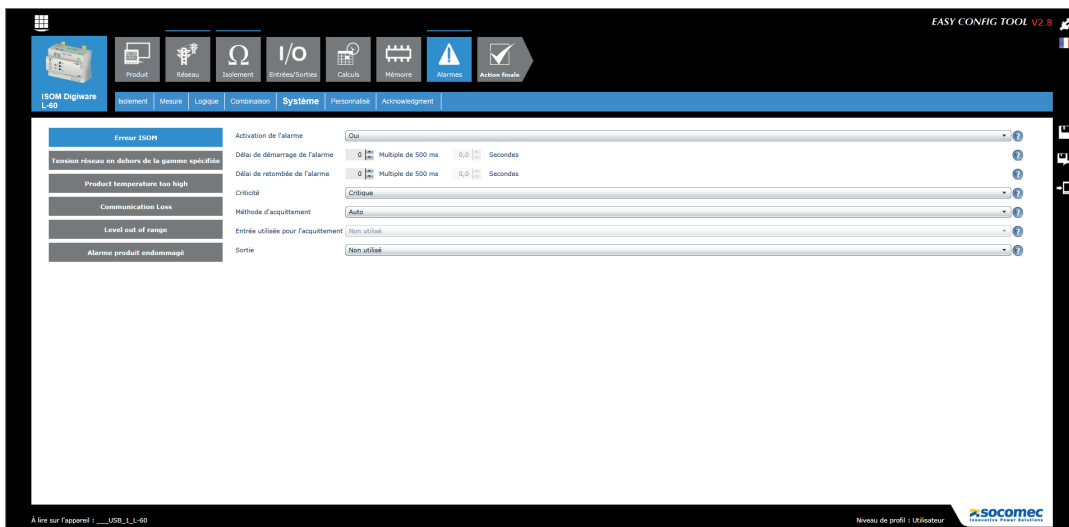 EASY CONFIG TOOL V2.8
ISOM Digiware L-60
Produit
Réseau
Ω
Isolement
I/O
Entrées/Sorties
Calculs
Mémoire
Alarmes
Action finale
Isolement
Mesure
Logique
Combinaison
Système
Personnalisé
Acknowledgment
Erreur ISOM
Tension réseau en dehors de la gamme spécifiée
Product temperature too high
Communication Loss
Level out of range
Alarme produit endommagé
Activation de l'alarme Oui ?
Délai de démarrage de l'alarme 0 Multiple de 500 ms 0,0 Secondes ?
Délai de retombée de l'alarme 0 Multiple de 500 ms 0,0 Secondes ?
Criticité Critique ?
Méthode d'acquittement Auto ?
Entrée utilisée pour l'acquittement Non utilisé ?
Sortie Non utilisé ?
À lire sur l'appareil : ___USB_1_L-60
Niveau de profil : Utilisateur
socomec
Innovative Power Solutions